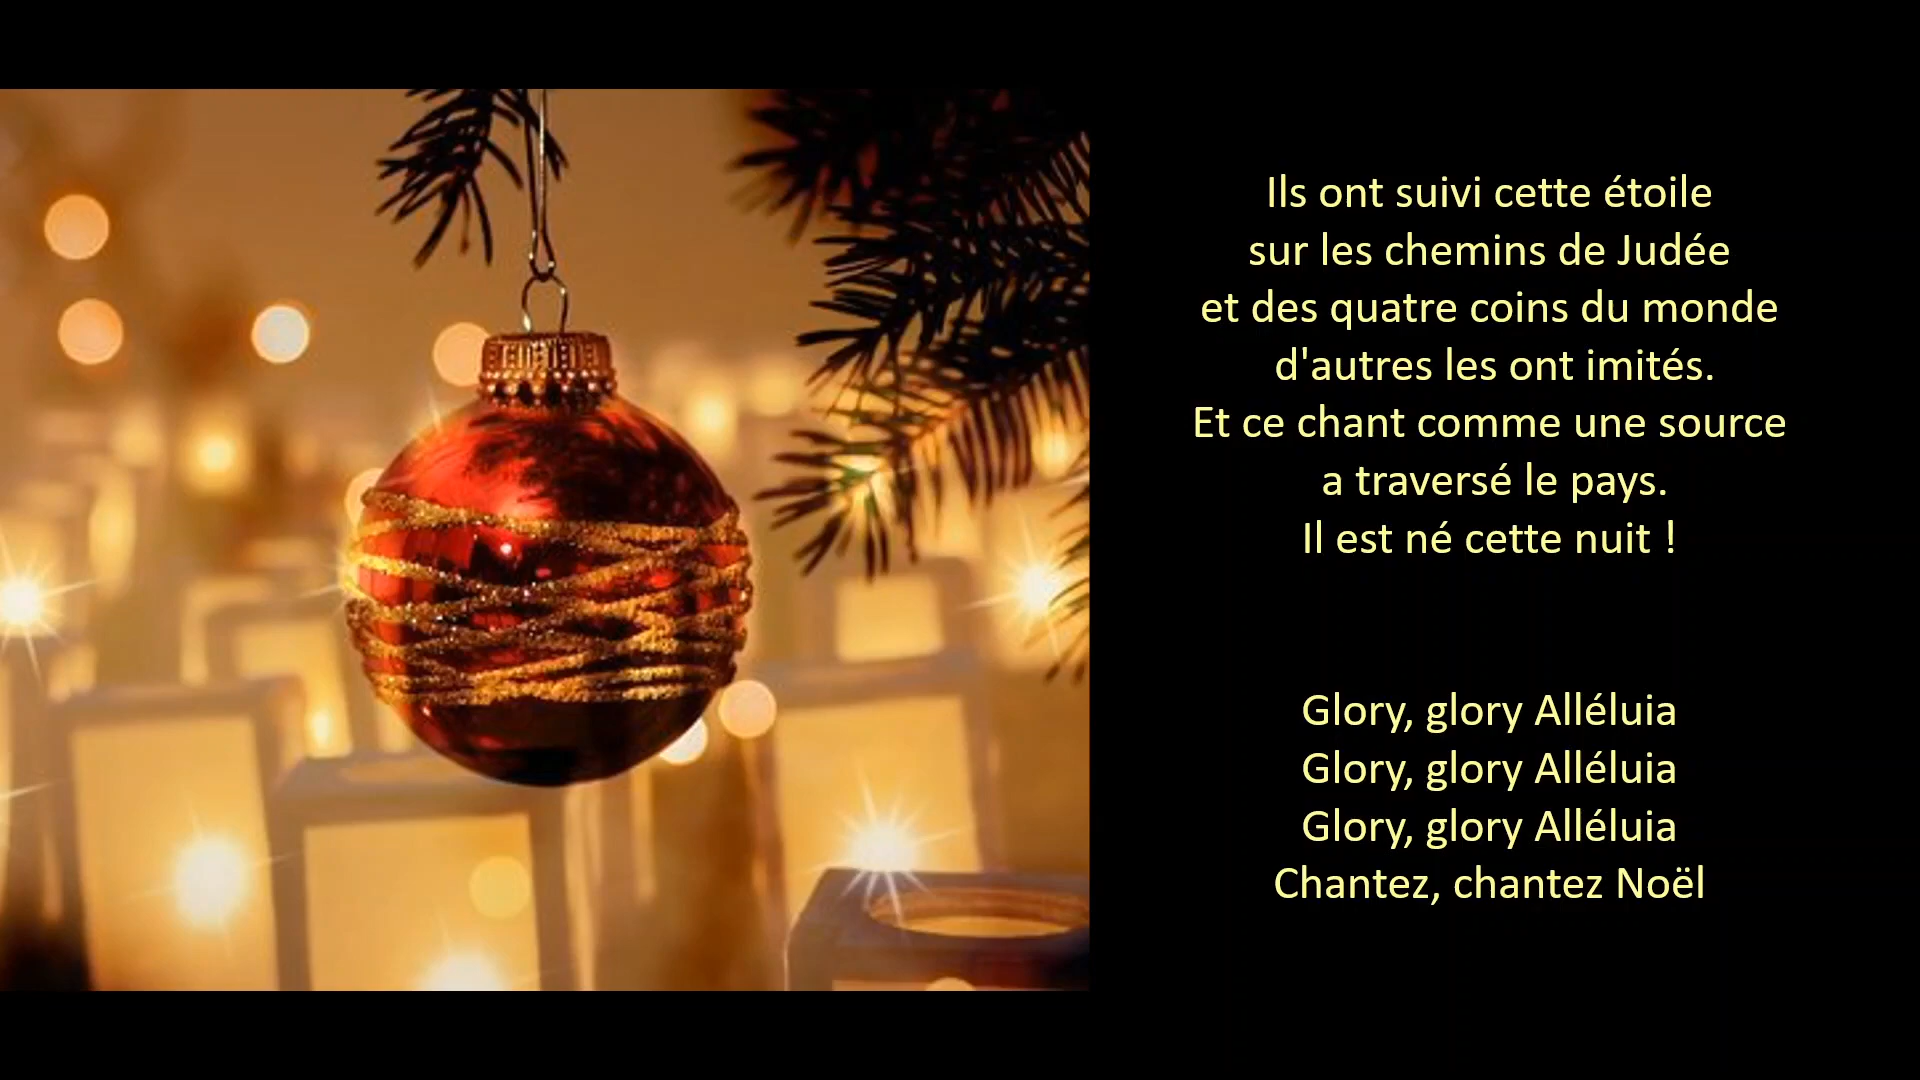 Ils ont suivi cette étoile
sur les chemins de Judée
et des quatre coins du monde
d'autres les ont imités.
Et ce chant comme une source
a traversé le pays.
Il est né cette nuit !
Glory, glory Alléluia
Glory, glory Alléluia
Glory, glory Alléluia
Chantez, chantez Noël